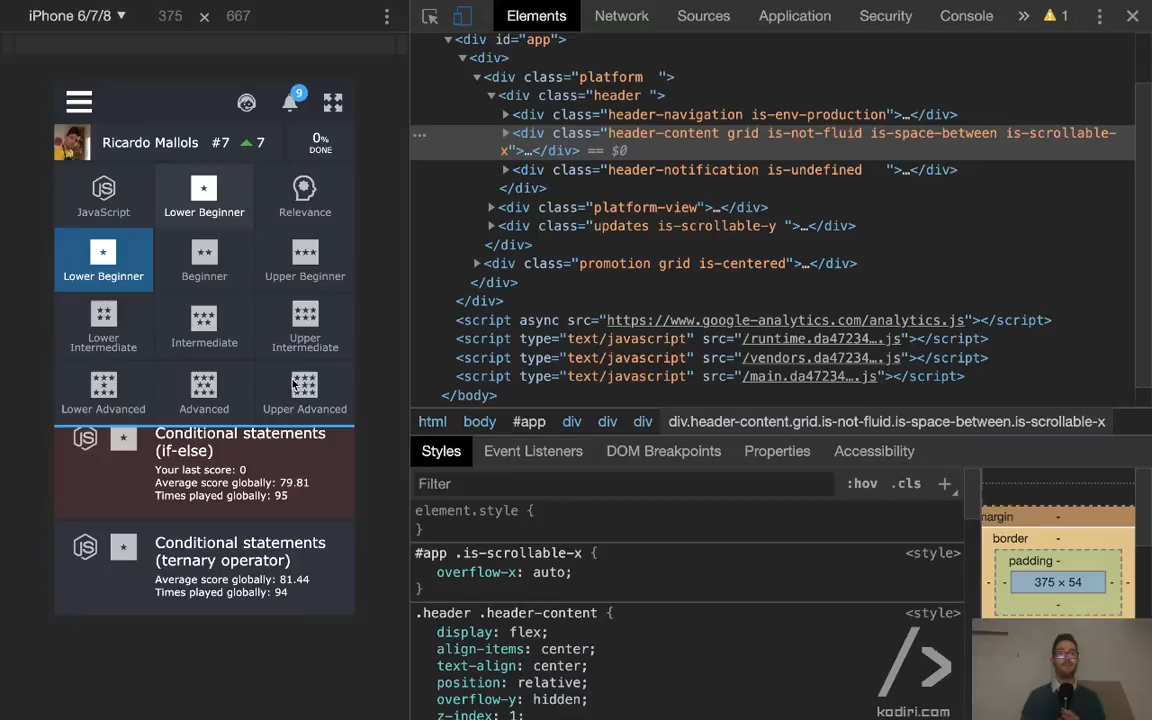 iPhone 6/7/8 ▼ 375 × 667
Elements Network Sources Application Security Console » 1
▼<div id="app">
▼<div>
▼<div class="platform  ">
▼<div class="header ">
▶<div class="header-navigation is-env-production">…</div>
▶<div class="header-content grid is-not-fluid is-space-between is-scrollable-
x">…</div> == $0
▶<div class="header-notification is-undefined   ">…</div>
</div>
▶<div class="platform-view">…</div>
▶<div class="updates is-scrollable-y ">…</div>
</div>
▶<div class="promotion grid is-centered">…</div>
</div>
</div>
<script async src="https://www.google-analytics.com/analytics.js"></script>
<script type="text/javascript" src="/runtime.da47234….js"></script>
<script type="text/javascript" src="/vendors.da47234….js"></script>
<script type="text/javascript" src="/main.da47234….js"></script>
</body>
html body #app div div div div.header-content.grid.is-not-fluid.is-space-between.is-scrollable-x
Styles Event Listeners DOM Breakpoints Properties Accessibility
Filter :hov .cls +
element.style {
}
#app .is-scrollable-x { <style>
overflow-x: auto;
}
.header .header-content { <style>
display: flex;
align-items: center;
text-align: center;
position: relative;
overflow-y: hidden;
z-index: 1;
margin -
border -
padding -
- - 375 × 54 - -
-
9
Ricardo Mallols #7 ▲ 7 0%
DONE
JavaScript Lower Beginner Relevance
Lower Beginner Beginner Upper Beginner
Lower
Intermediate Intermediate Upper
Intermediate
Lower Advanced Advanced Upper Advanced
Conditional statements
(if-else)
Your last score: 0
Average score globally: 79.81
Times played globally: 95
Conditional statements
(ternary operator)
Average score globally: 81.44
Times played globally: 94
/>
kodiri.com